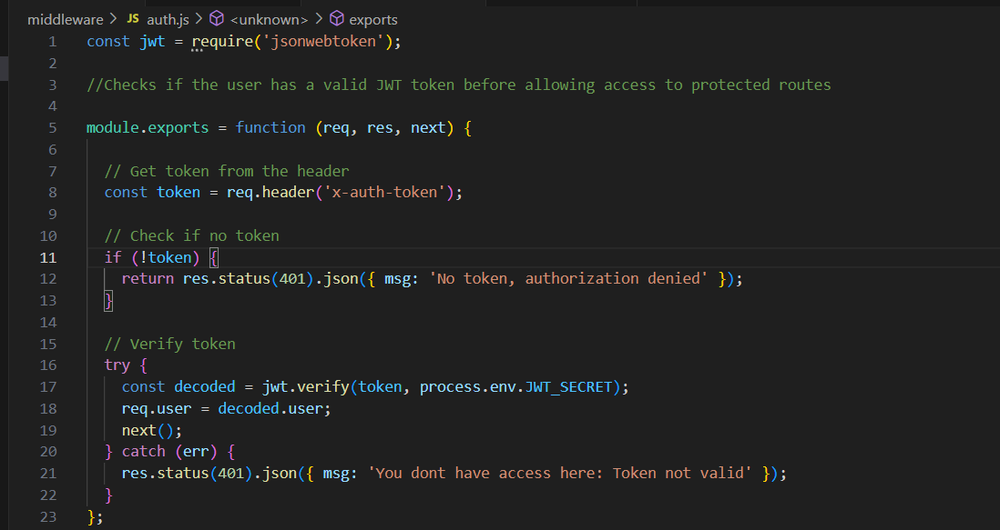 middleware > JS auth.js > <unknown> > exports
1 const jwt = require('jsonwebtoken');
2
3 //Checks if the user has a valid JWT token before allowing access to protected routes
4
5 module.exports = function (req, res, next) {
6
7 // Get token from the header
8 const token = req.header('x-auth-token');
9
10 // Check if no token
11 if (!token) {
12 return res.status(401).json({ msg: 'No token, authorization denied' });
13 }
14
15 // Verify token
16 try {
17 const decoded = jwt.verify(token, process.env.JWT_SECRET);
18 req.user = decoded.user;
19 next();
20 } catch (err) {
21 res.status(401).json({ msg: 'You dont have access here: Token not valid' });
22 }
23 };